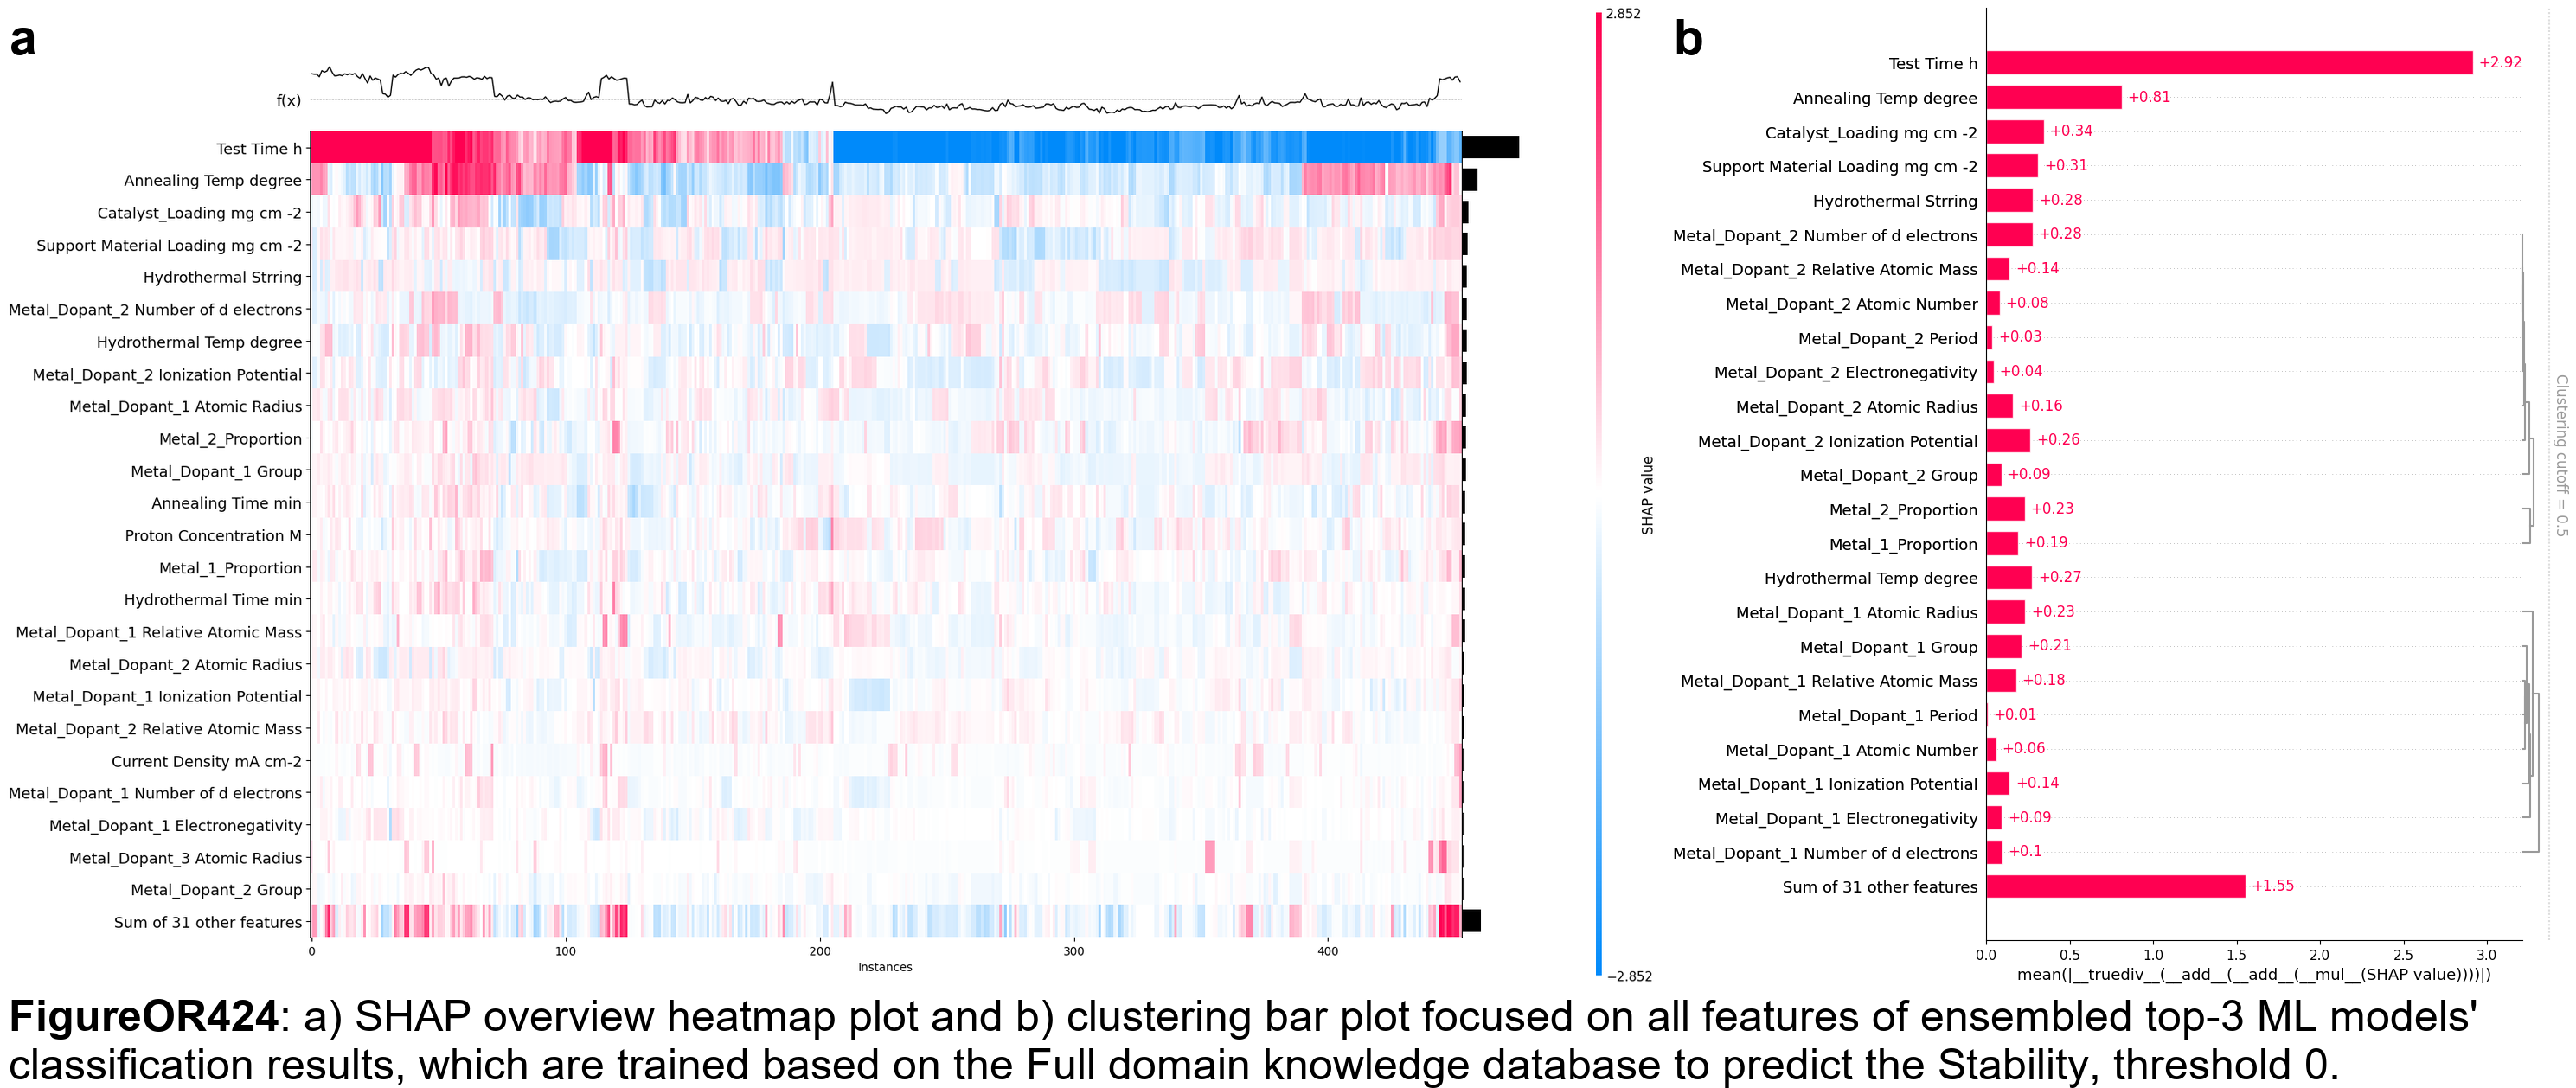 a
f(x)
Test Time h
Annealing Temp degree
Catalyst_Loading mg cm -2
Support Material Loading mg cm -2
Hydrothermal Strring
Metal_Dopant_2 Number of d electrons
Hydrothermal Temp degree
Metal_Dopant_2 Ionization Potential
Metal_Dopant_1 Atomic Radius
Metal_2_Proportion
Metal_Dopant_1 Group
Annealing Time min
Proton Concentration M
Metal_1_Proportion
Hydrothermal Time min
Metal_Dopant_1 Relative Atomic Mass
Metal_Dopant_2 Atomic Radius
Metal_Dopant_1 Ionization Potential
Metal_Dopant_2 Relative Atomic Mass
Current Density mA cm-2
Metal_Dopant_1 Number of d electrons
Metal_Dopant_1 Electronegativity
Metal_Dopant_3 Atomic Radius
Metal_Dopant_2 Group
Sum of 31 other features
0 100 200 300 400
Instances
2.852
SHAP value
−2.852
b
Test Time h +2.92
Annealing Temp degree +0.81
Catalyst_Loading mg cm -2 +0.34
Support Material Loading mg cm -2 +0.31
Hydrothermal Strring +0.28
Metal_Dopant_2 Number of d electrons +0.28
Metal_Dopant_2 Relative Atomic Mass +0.14
Metal_Dopant_2 Atomic Number +0.08
Metal_Dopant_2 Period +0.03
Metal_Dopant_2 Electronegativity +0.04
Metal_Dopant_2 Atomic Radius +0.16
Metal_Dopant_2 Ionization Potential +0.26
Metal_Dopant_2 Group +0.09
Metal_2_Proportion +0.23
Metal_1_Proportion +0.19
Hydrothermal Temp degree +0.27
Metal_Dopant_1 Atomic Radius +0.23
Metal_Dopant_1 Group +0.21
Metal_Dopant_1 Relative Atomic Mass +0.18
Metal_Dopant_1 Period +0.01
Metal_Dopant_1 Atomic Number +0.06
Metal_Dopant_1 Ionization Potential +0.14
Metal_Dopant_1 Electronegativity +0.09
Metal_Dopant_1 Number of d electrons +0.1
Sum of 31 other features +1.55
0.0 0.5 1.0 1.5 2.0 2.5 3.0
mean(|__truediv__(__add__(__add__(__mul__(SHAP value))))|)
Clustering cutoff = 0.5
FigureOR424: a) SHAP overview heatmap plot and b) clustering bar plot focused on all features of ensembled top-3 ML models'
classification results, which are trained based on the Full domain knowledge database to predict the Stability, threshold 0.